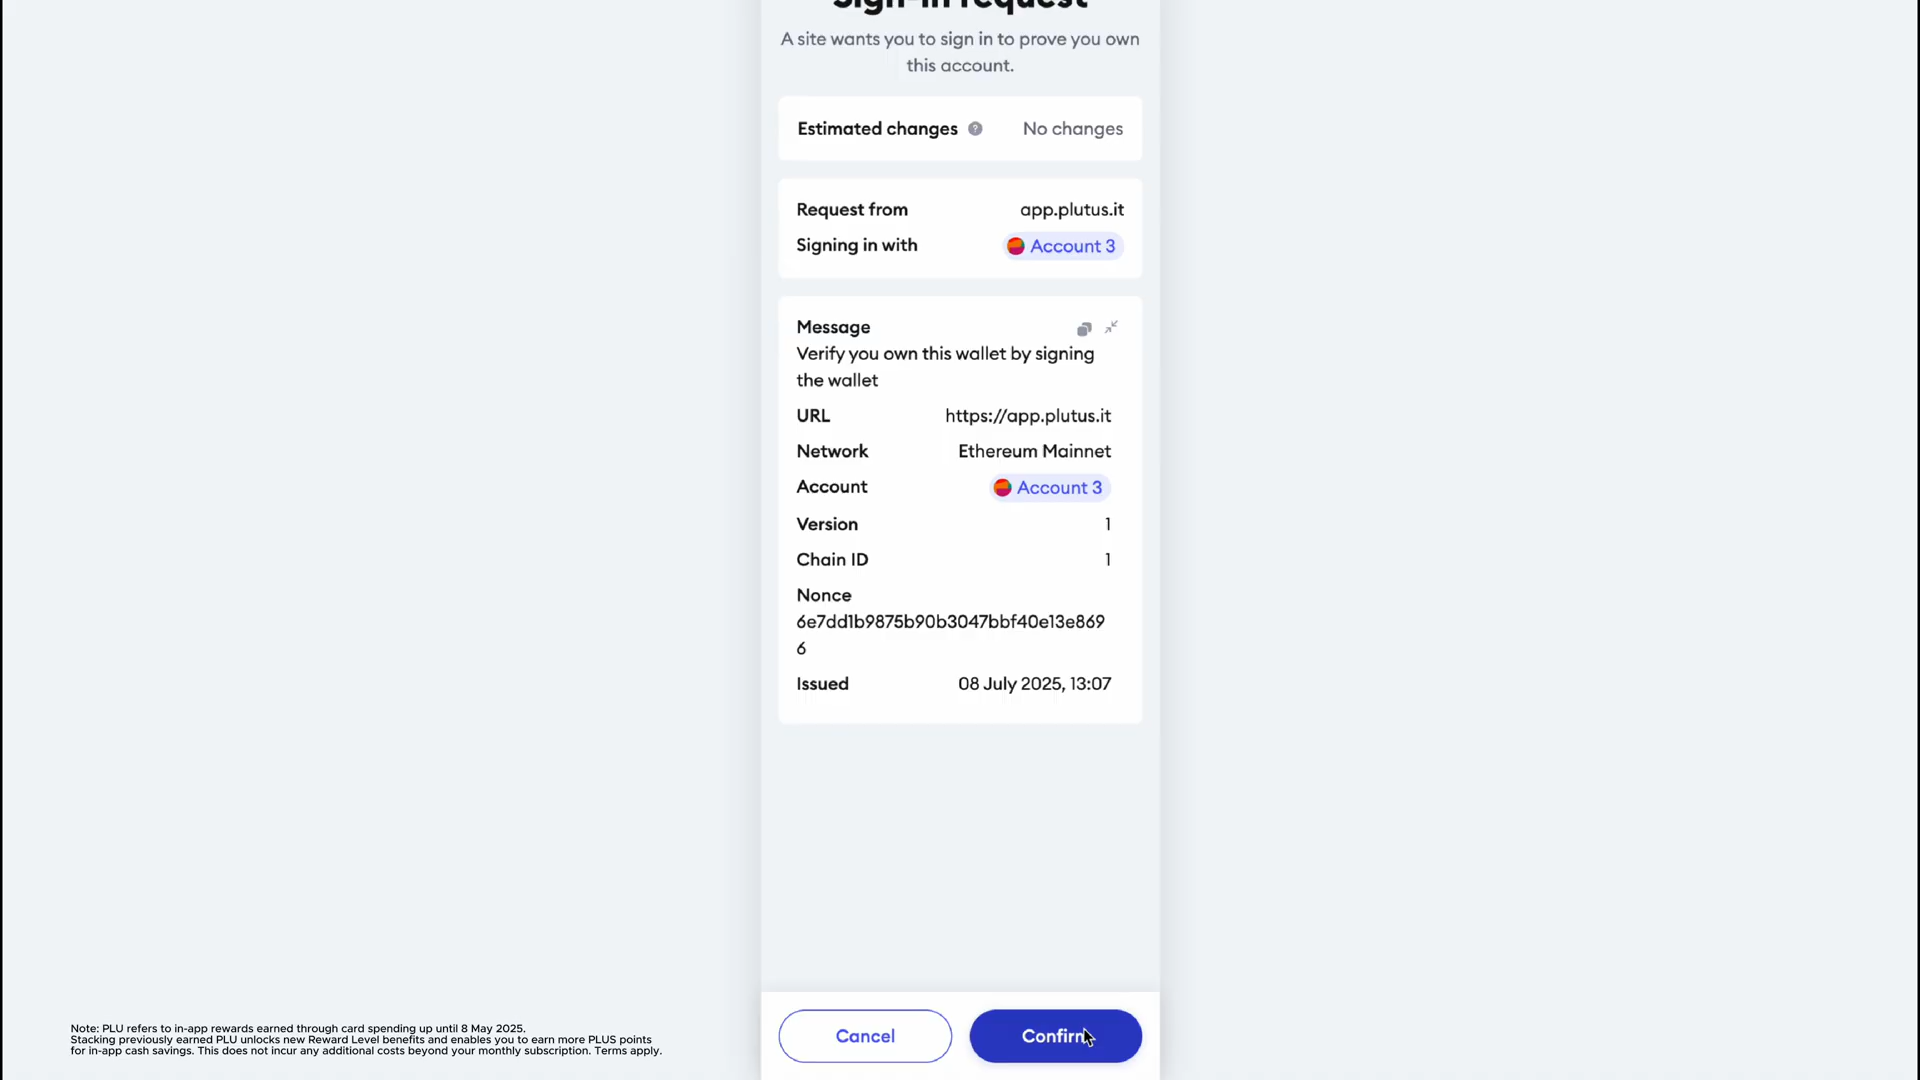 Sign-in request
A site wants you to sign in to prove you own
this account.
Estimated changes ? No changes
Request from app.plutus.it
Signing in with Account 3
Message
Verify you own this wallet by signing
the wallet
URL https://app.plutus.it
Network Ethereum Mainnet
Account Account 3
Version 1
Chain ID 1
Nonce
6e7dd1b9875b90b3047bbf40e13e869
6
Issued 08 July 2025, 13:07
Cancel Confirm
Note: PLU refers to in-app rewards earned through card spending up until 8 May 2025.
Stacking previously earned PLU unlocks new Reward Level benefits and enables you to earn more PLUS points
for in-app cash savings. This does not incur any additional costs beyond your monthly subscription. Terms apply.